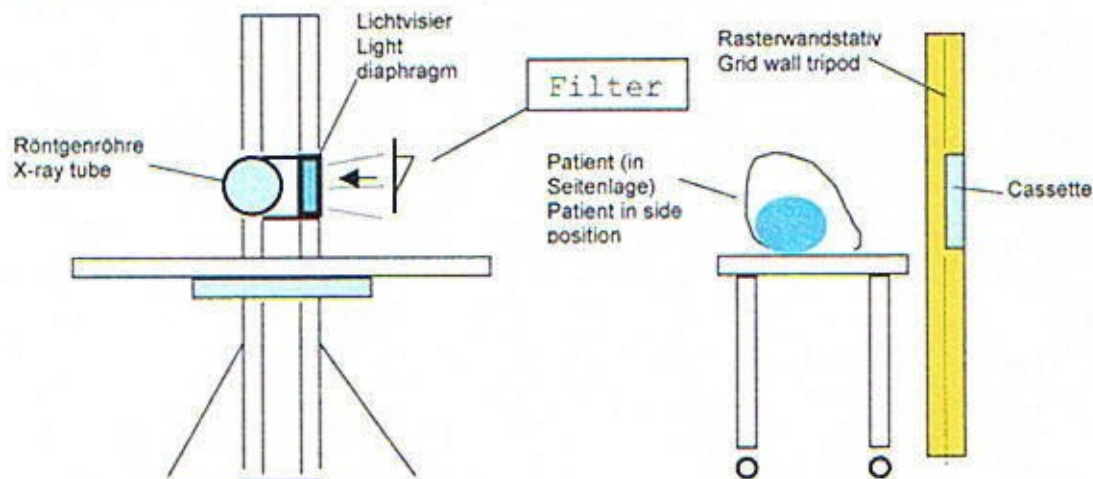 Lichtvisier
Light
diaphragm
Filter
Röntgenröhre
X-ray tube
Rasterwandstativ
Grid wall tripod
Patient (in
Seitenlage)
Patient in side
position
Cassette